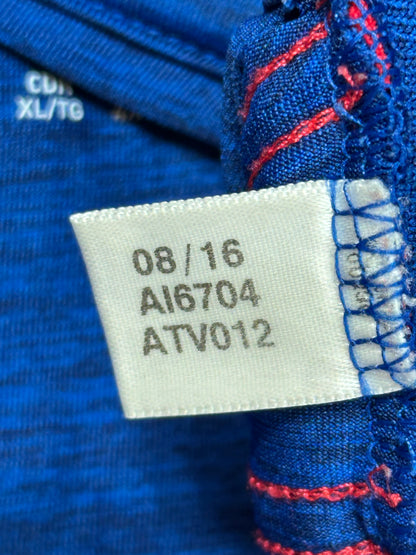 CDN
XL/TG
08/16
AI6704
ATV012